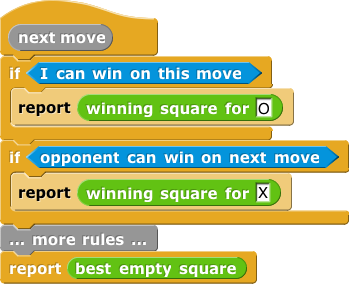 next move
if I can win on this move
report winning square for O
if opponent can win on next move
report winning square for X
... more rules ...
report best empty square